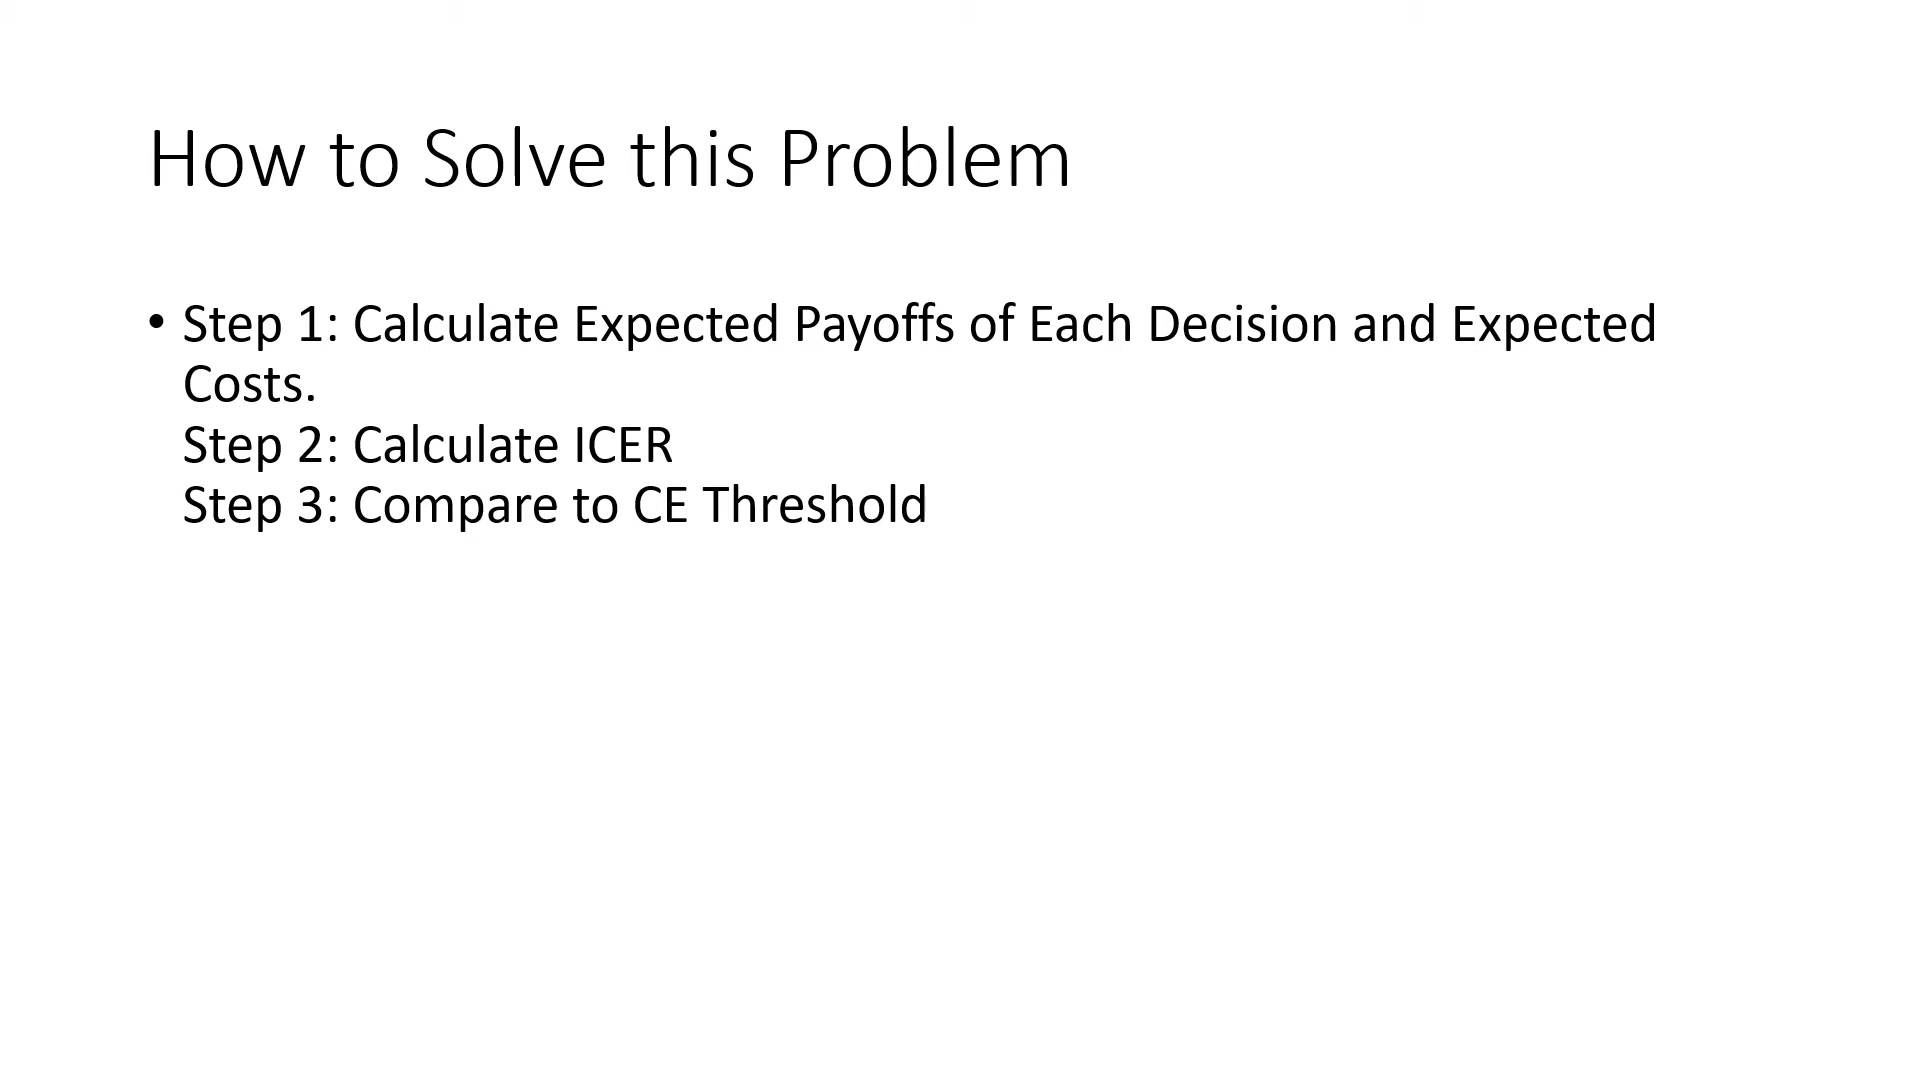 How to Solve this Problem
• Step 1: Calculate Expected Payoffs of Each Decision and Expected
Costs.
Step 2: Calculate ICER
Step 3: Compare to CE Threshold